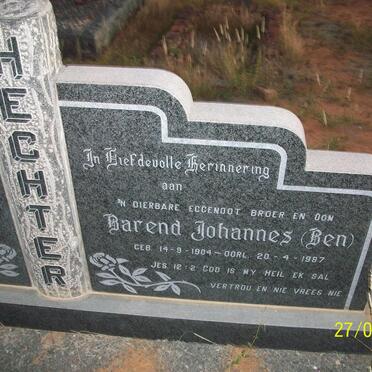 HECHTER
In Liefdevolle Herinnering
aan
'N DIERBARE EGGENOOT BROER EN OOM
Barend Johannes (Ben)
GEB. 14-9-1904 - OORL. 20-4-1987
JES. 12:2 GOD IS MY HEIL EK SAL
VERTROU EN NIE VREES NIE
27/0